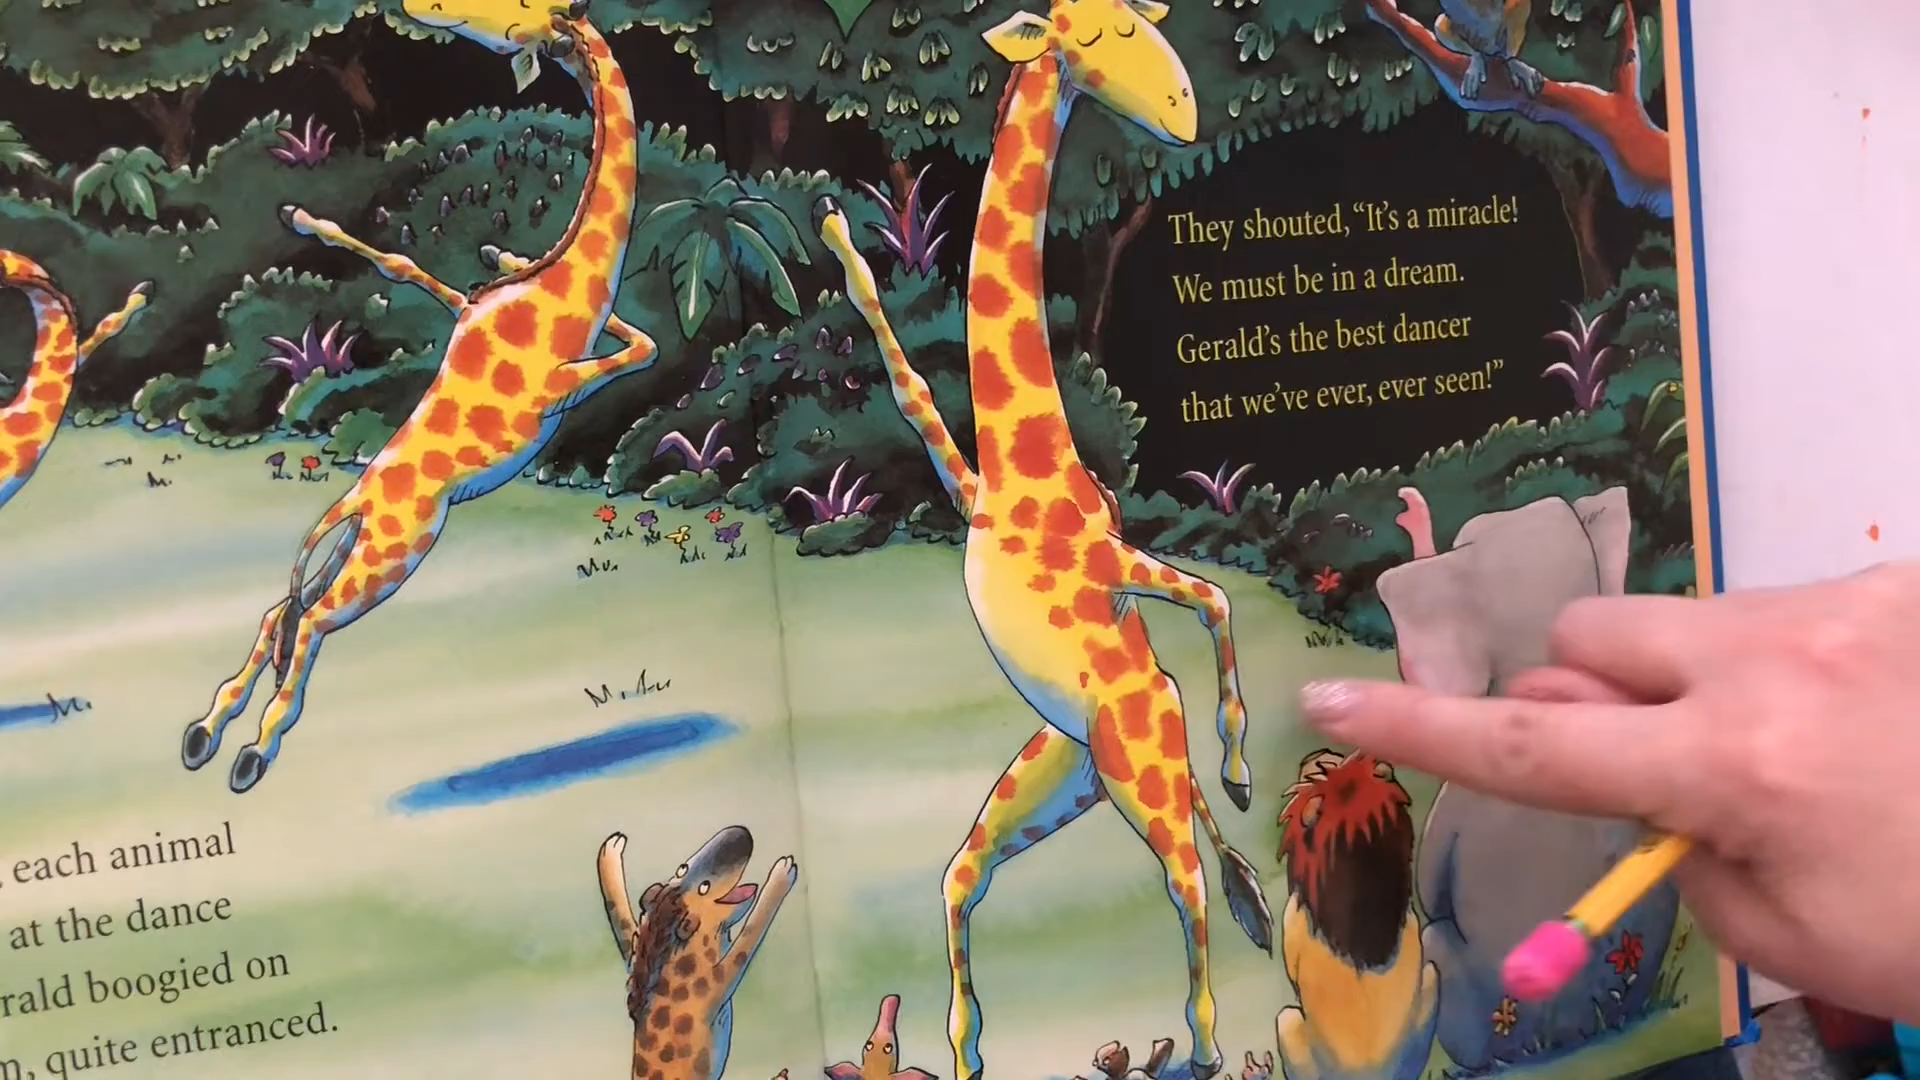 They shouted, “It’s a miracle!
We must be in a dream.
Gerald’s the best dancer
that we’ve ever, ever seen!”
each animal
at the dance
boogied on
quite entranced.